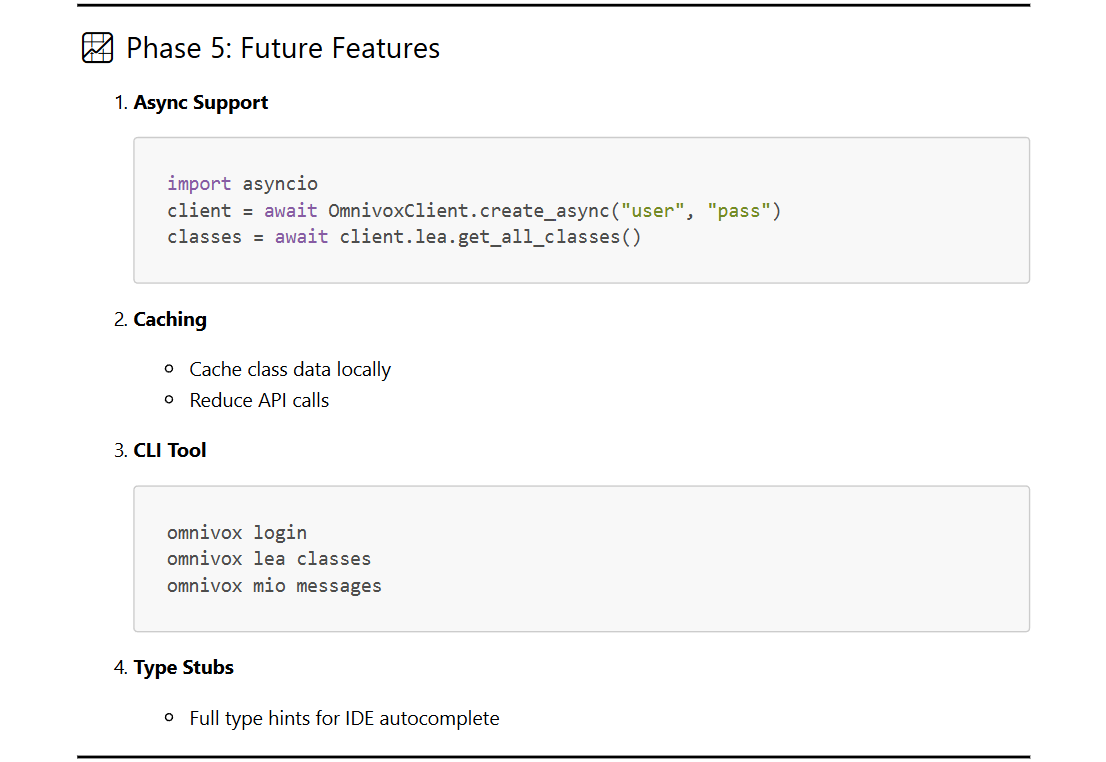 Phase 5: Future Features
1. Async Support
import asyncio
client = await OmnivoxClient.create_async("user", "pass")
classes = await client.lea.get_all_classes()
2. Caching
Cache class data locally
Reduce API calls
3. CLI Tool
omnivox login
omnivox lea classes
omnivox mio messages
4. Type Stubs
Full type hints for IDE autocomplete